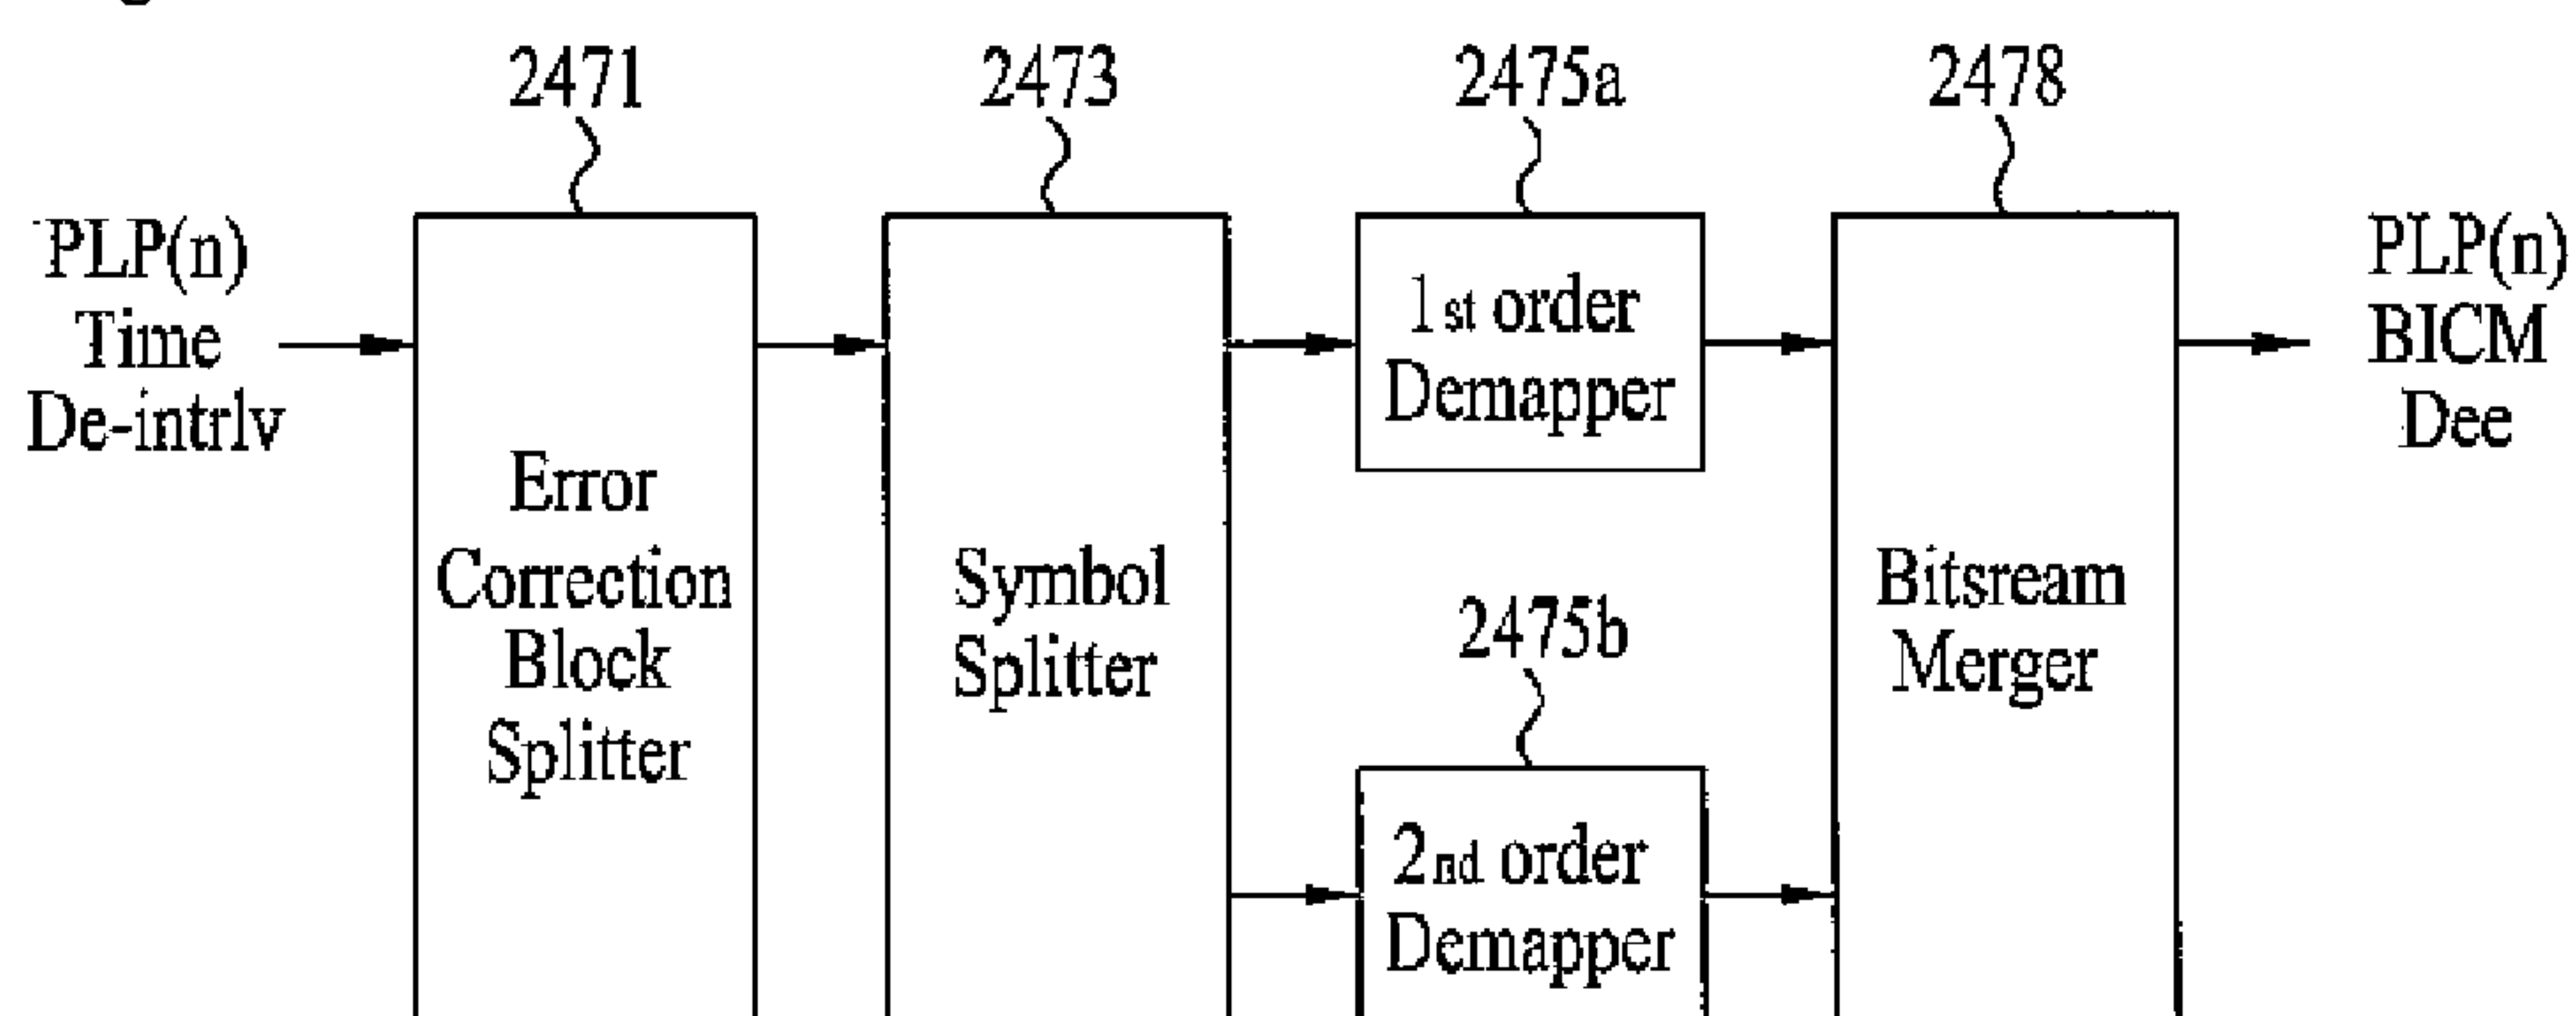 2471
2473
2475a
2478
PLP(n)
Time
De-intrlv
Error
Correction
Block
Splitter
Symbol
Splitter
1st order
Demapper
2475b
2nd order
Demapper
Bitsream
Merger
PLP(n)
BICM
Dee